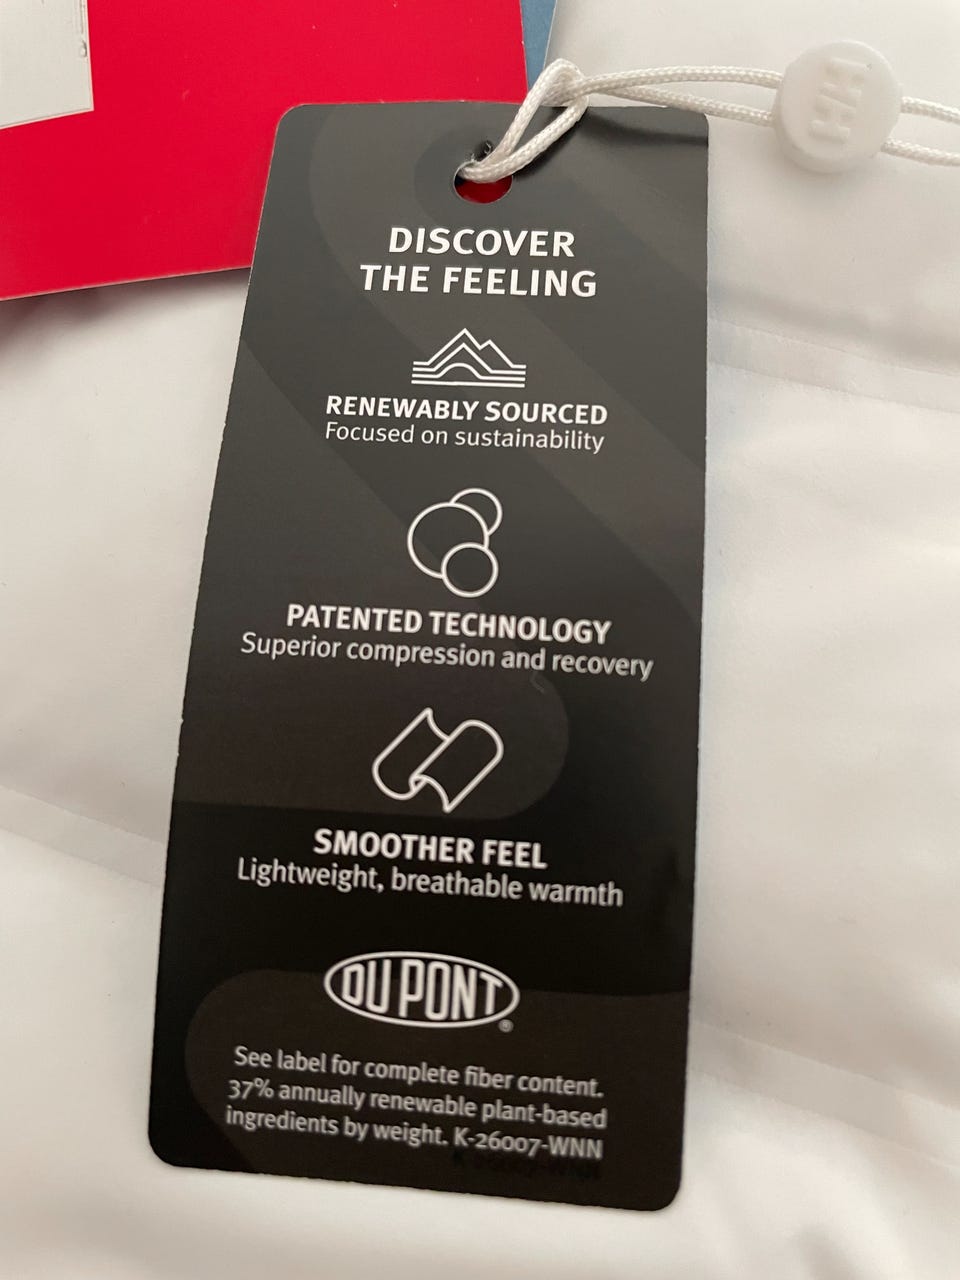 HH
DISCOVER
THE FEELING
RENEWABLY SOURCED
Focused on sustainability
PATENTED TECHNOLOGY
Superior compression and recovery
SMOOTHER FEEL
Lightweight, breathable warmth
DUPONT®
See label for complete fiber content.
37% annually renewable plant-based
ingredients by weight. K-26007-WNN